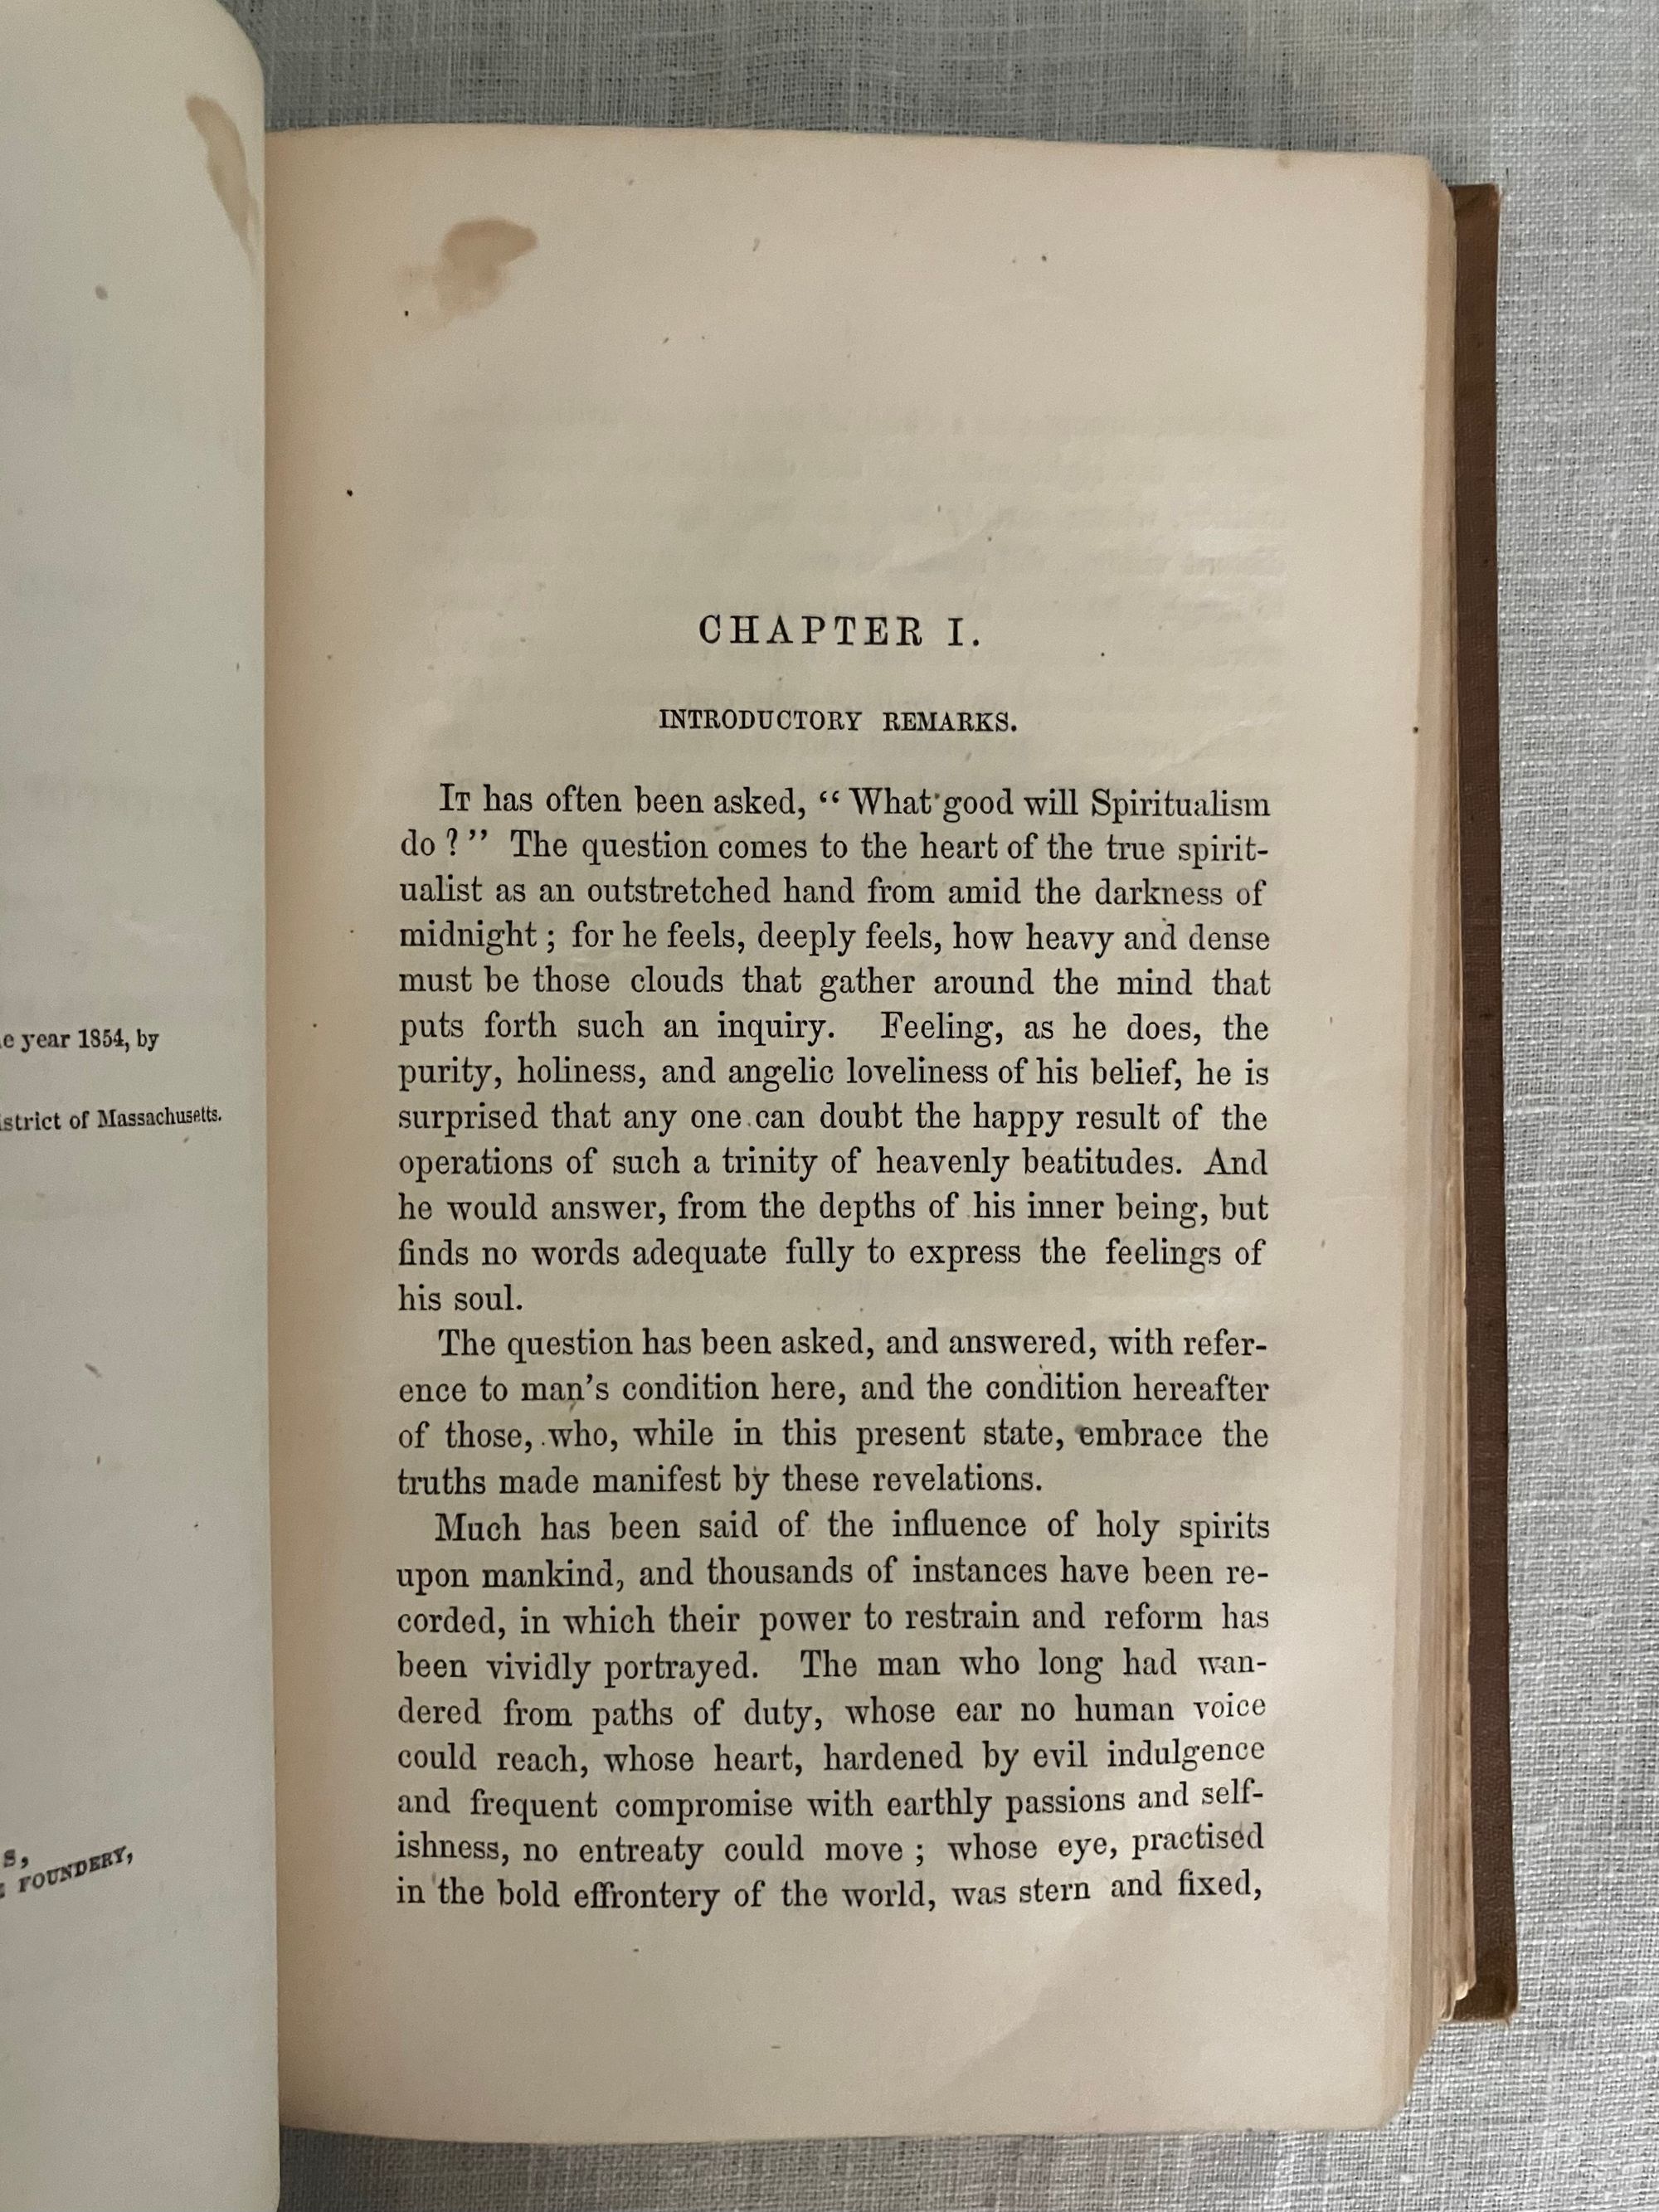 e year 1854, by
istrict of Massachusetts.
S,
FOUNDERY,
CHAPTER I.
INTRODUCTORY REMARKS.
IT has often been asked, “ What good will Spiritualism
do ? ” The question comes to the heart of the true spirit-
ualist as an outstretched hand from amid the darkness of
midnight ; for he feels, deeply feels, how heavy and dense
must be those clouds that gather around the mind that
puts forth such an inquiry. Feeling, as he does, the
purity, holiness, and angelic loveliness of his belief, he is
surprised that any one can doubt the happy result of the
operations of such a trinity of heavenly beatitudes. And
he would answer, from the depths of his inner being, but
finds no words adequate fully to express the feelings of
his soul.
The question has been asked, and answered, with refer-
ence to man’s condition here, and the condition hereafter
of those, who, while in this present state, embrace the
truths made manifest by these revelations.
Much has been said of the influence of holy spirits
upon mankind, and thousands of instances have been re-
corded, in which their power to restrain and reform has
been vividly portrayed. The man who long had wan-
dered from paths of duty, whose ear no human voice
could reach, whose heart, hardened by evil indulgence
and frequent compromise with earthly passions and self-
ishness, no entreaty could move ; whose eye, practised
in the bold effrontery of the world, was stern and fixed,